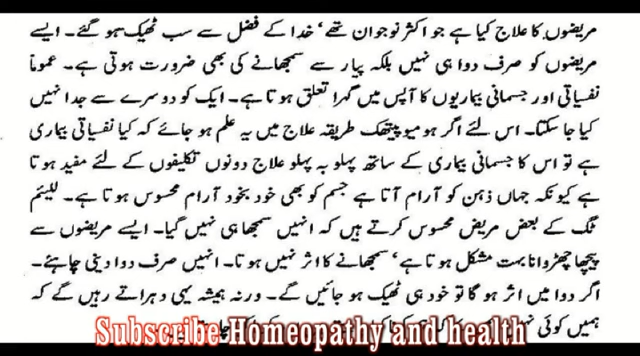 مریضوں کا علاج کیا ہے جو اکثر نوجوان تھے‘ خدا کے فضل سے سب ٹھیک ہو گئے۔ ایسے
مریضوں کو صرف دوا ہی نہیں بلکہ پیار سے سمجھانے کی بھی ضرورت ہوتی ہے۔ عموماً
نفسیاتی اور جسمانی بیماریوں کا آپس میں گہرا تعلق ہوتا ہے۔ ایک کو دوسرے سے جدا نہیں
کیا جا سکتا۔ اس لئے اگر ہومیوپیتھک طریقہ علاج میں یہ علم ہو جائے کہ کیا نفسیاتی بیماری
ہے تو اس کا جسمانی بیماری کے ساتھ پہلو بہ پہلو علاج دونوں تکلیفوں کے لئے مفید ہوتا
ہے کیونکہ جہاں ذہن کو آرام آتا ہے جسم کو بھی خود بخود آرام محسوس ہوتا ہے۔ لیلیئم
ٹگ کے بعض مریض محسوس کرتے ہیں کہ انہیں سمجھا ہی نہیں گیا۔ ایسے مریضوں سے
پیچھا چھڑوانا بہت مشکل ہوتا ہے‘ سمجھانے کا اثر نہیں ہوتا۔ انہیں صرف دوا دینی چاہئے۔
اگر دوا میں اثر ہو گا تو خود ہی ٹھیک ہو جائیں گے۔ ورنہ ہمیشہ یہی دہراتے رہیں گے کہ
ہمیں کوئی
Subscribe Homeopathy and health